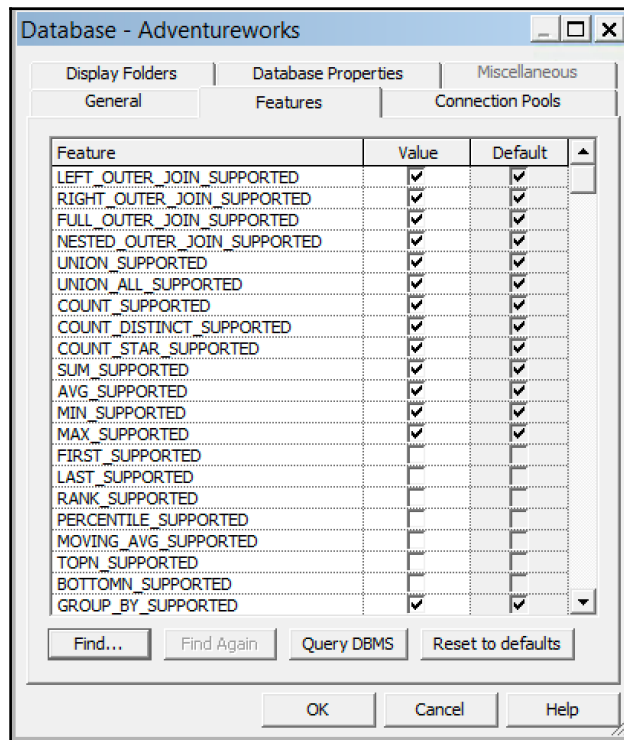 Database - Adventureworks
Display Folders Database Properties Miscellaneous
General Features Connection Pools
Feature Value Default
LEFT_OUTER_JOIN_SUPPORTED
RIGHT_OUTER_JOIN_SUPPORTED
FULL_OUTER_JOIN_SUPPORTED
NESTED_OUTER_JOIN_SUPPORTED
UNION_SUPPORTED
UNION_ALL_SUPPORTED
COUNT_SUPPORTED
COUNT_DISTINCT_SUPPORTED
COUNT_STAR_SUPPORTED
SUM_SUPPORTED
AVG_SUPPORTED
MIN_SUPPORTED
MAX_SUPPORTED
FIRST_SUPPORTED
LAST_SUPPORTED
RANK_SUPPORTED
PERCENTILE_SUPPORTED
MOVING_AVG_SUPPORTED
TOPN_SUPPORTED
BOTTOMN_SUPPORTED
GROUP_BY_SUPPORTED
Find... Find Again Query DBMS Reset to defaults
OK Cancel Help